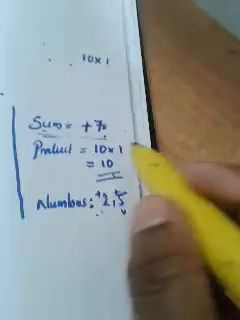 10x1
Sum = +7
Product = 10x1
= 10
Numbers: +2, 5